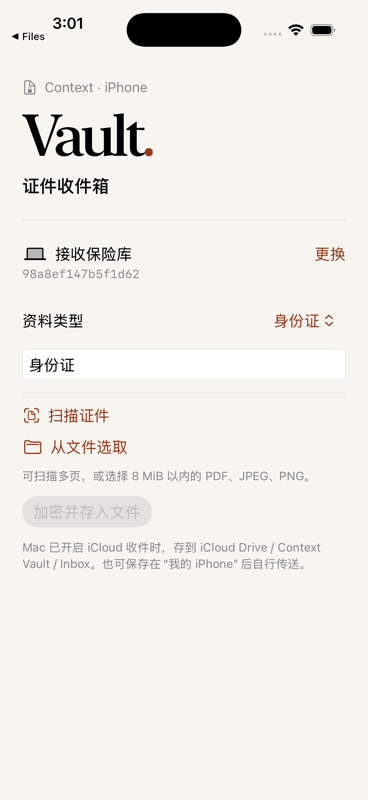 3:01
◀ Files
Context · iPhone
Vault.
证件收件箱
接收保险库 更换
98a8ef147b5f1d62
资料类型 身份证
身份证
扫描证件
从文件选取
可扫描多页，或选择 8 MiB 以内的 PDF、JPEG、PNG。
加密并存入文件
Mac 已开启 iCloud 收件时，存到 iCloud Drive / Context
Vault / Inbox。也可保存在“我的 iPhone”后自行传送。